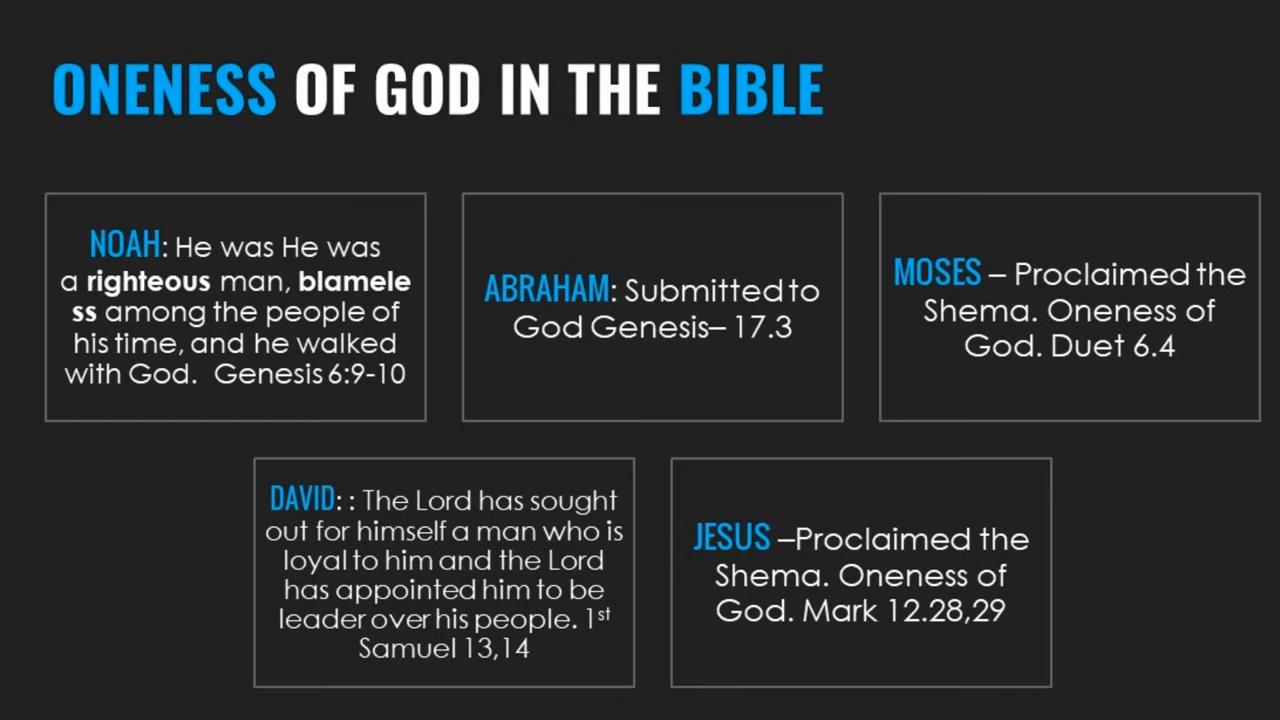 ONENESS OF GOD IN THE BIBLE
NOAH: He was He was
a righteous man, blamele
ss among the people of
his time, and he walked
with God. Genesis 6:9-10
ABRAHAM: Submitted to
God Genesis– 17.3
MOSES – Proclaimed the
Shema. Oneness of
God. Duet 6.4
DAVID: : The Lord has sought
out for himself a man who is
loyal to him and the Lord
has appointed him to be
leader over his people. 1st
Samuel 13,14
JESUS –Proclaimed the
Shema. Oneness of
God. Mark 12.28,29